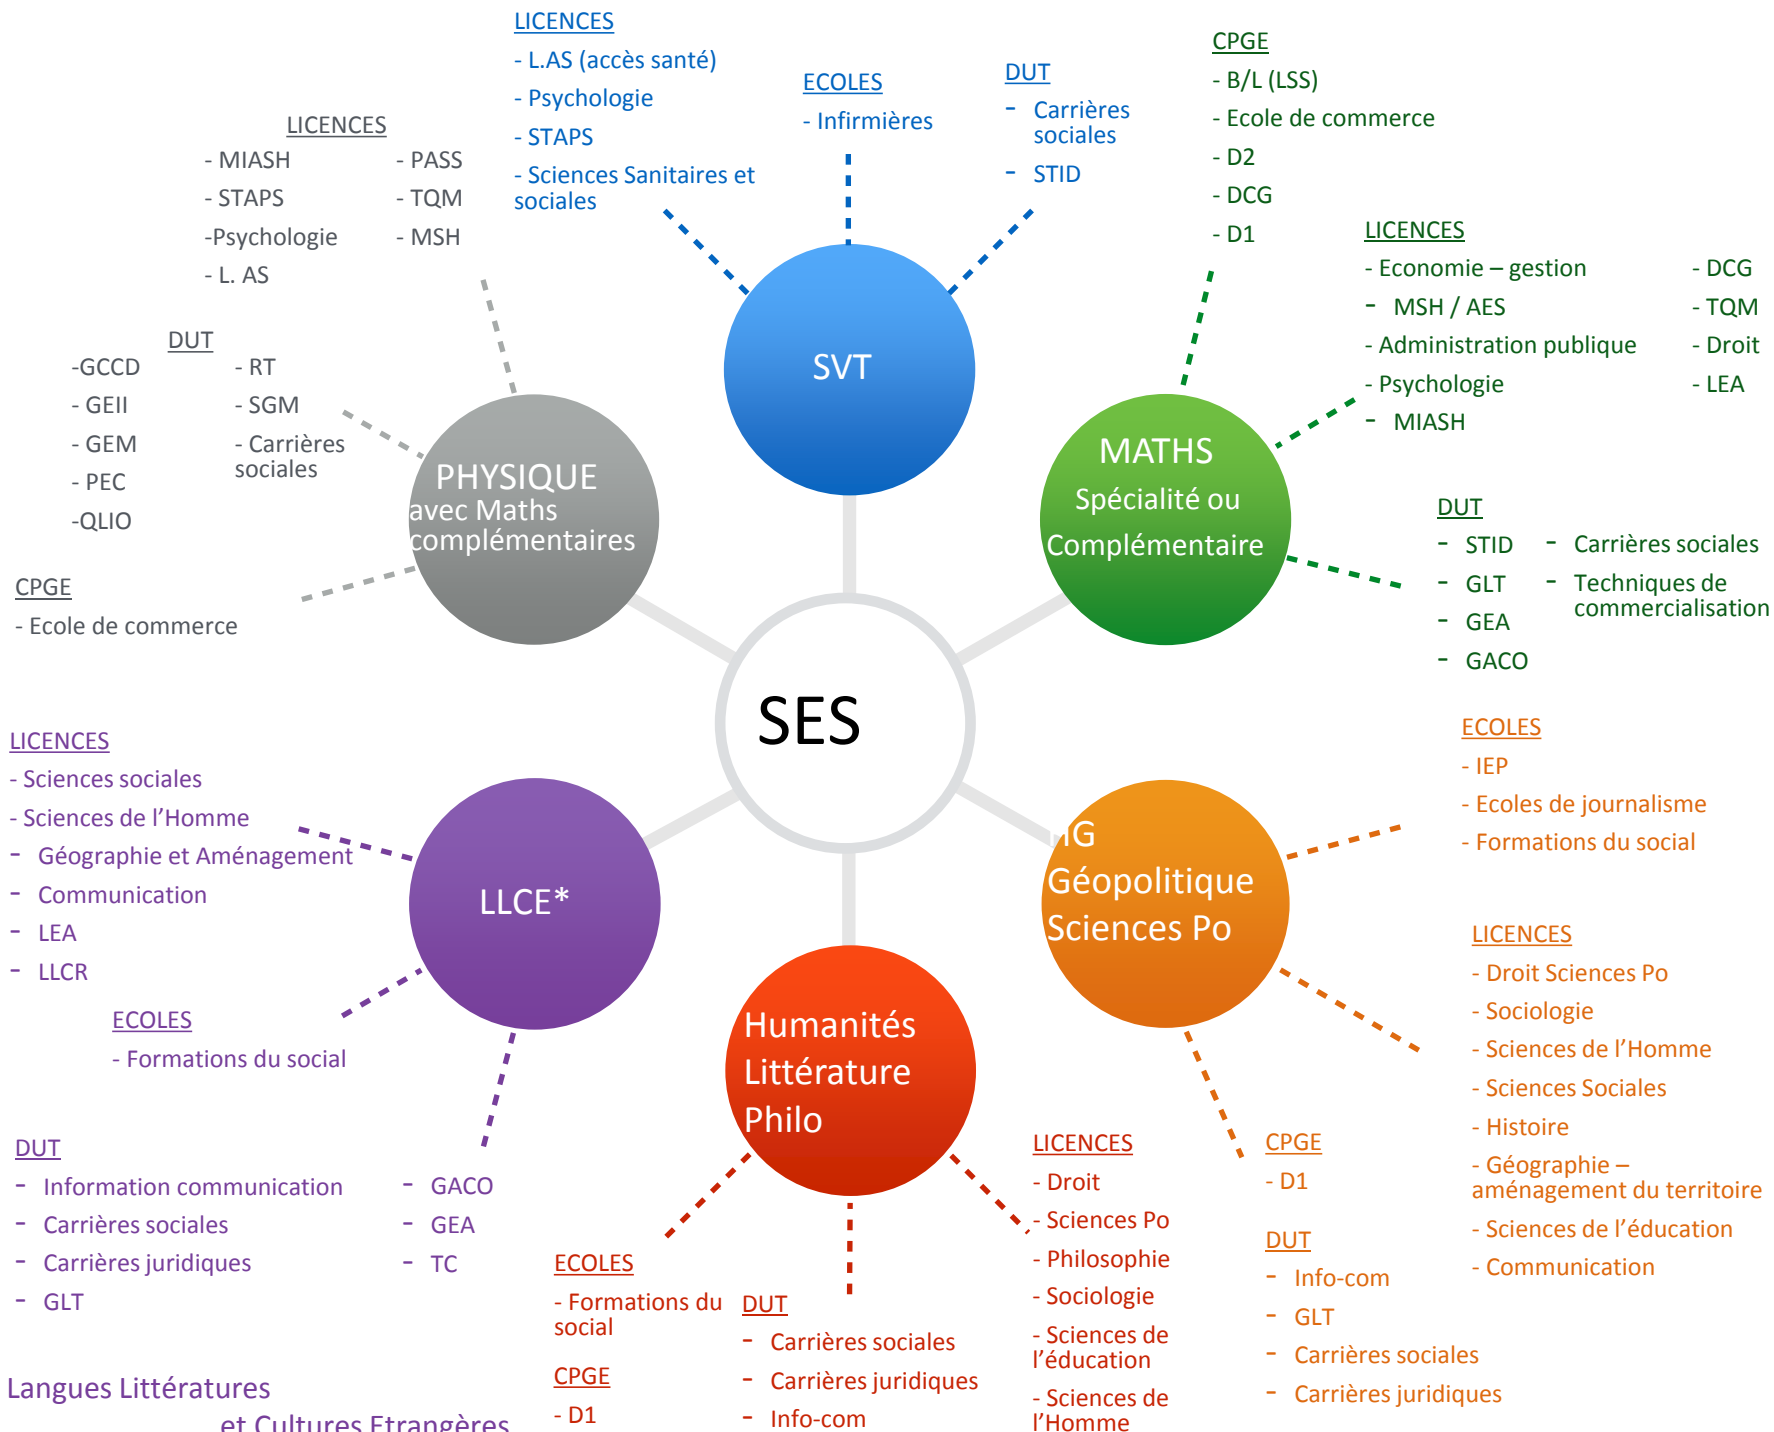 LICENCES
- L.AS (accès santé)
- Psychologie
- STAPS
- Sciences Sanitaires et
sociales
ECOLES
- Infirmières
DUT
- Carrières
sociales
- STID
SVT
CPGE
- B/L (LSS)
- Ecole de commerce
- D2
- DCG
- D1
LICENCES
- Economie – gestion
- MSH / AES
- Administration publique
- Psychologie
- MIASH
- DCG
- TQM
- Droit
- LEA
DUT
- STID
- GLT
- GEA
- GACO
- Carrières sociales
- Techniques de
commercialisation
MATHS
Spécialité ou
Complémentaire
LICENCES
- MIASH
- STAPS
-Psychologie
- L. AS
- PASS
- TQM
- MSH
DUT
-GCCD
- GEII
- GEM
- PEC
-QLIO
- RT
- SGM
- Carrières
sociales
CPGE
- Ecole de commerce
PHYSIQUE
avec Maths
complémentaires
SES
LICENCES
- Sciences sociales
- Sciences de l’Homme
- Géographie et Aménagement
- Communication
- LEA
- LLCR
ECOLES
- Formations du social
DUT
- Information communication
- Carrières sociales
- Carrières juridiques
- GLT
- GACO
- GEA
- TC
LLCE*
Langues Littératures
et Cultures Etrangères
Humanités
Littérature
Philo
ECOLES
- Formations du
social
CPGE
- D1
DUT
- Carrières sociales
- Carrières juridiques
- Info-com
LICENCES
- Droit
- Sciences Po
- Philosophie
- Sociologie
- Sciences de
l’éducation
- Sciences de
l’Homme
HG
Géopolitique
Sciences Po
ECOLES
- IEP
- Ecoles de journalisme
- Formations du social
LICENCES
- Droit Sciences Po
- Sociologie
- Sciences de l’Homme
- Sciences Sociales
- Histoire
- Géographie –
aménagement du territoire
- Sciences de l’éducation
- Communication
CPGE
- D1
DUT
- Info-com
- GLT
- Carrières sociales
- Carrières juridiques